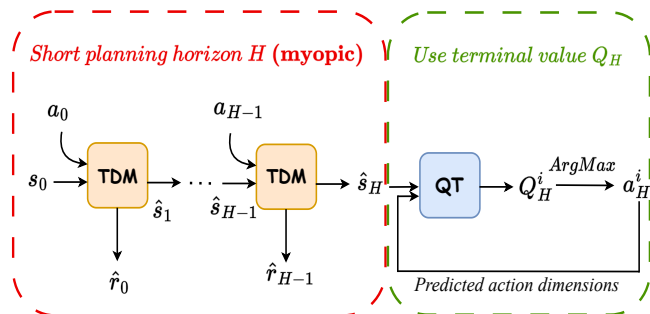 Short planning horizon H (myopic)
Use terminal value Q_H
a_0
a_{H-1}
s_0
TDM
ŝ_1
...
ŝ_{H-1}
TDM
ŝ_H
QT
Q_H^i
ArgMax
a_H^i
r̂_0
r̂_{H-1}
Predicted action dimensions